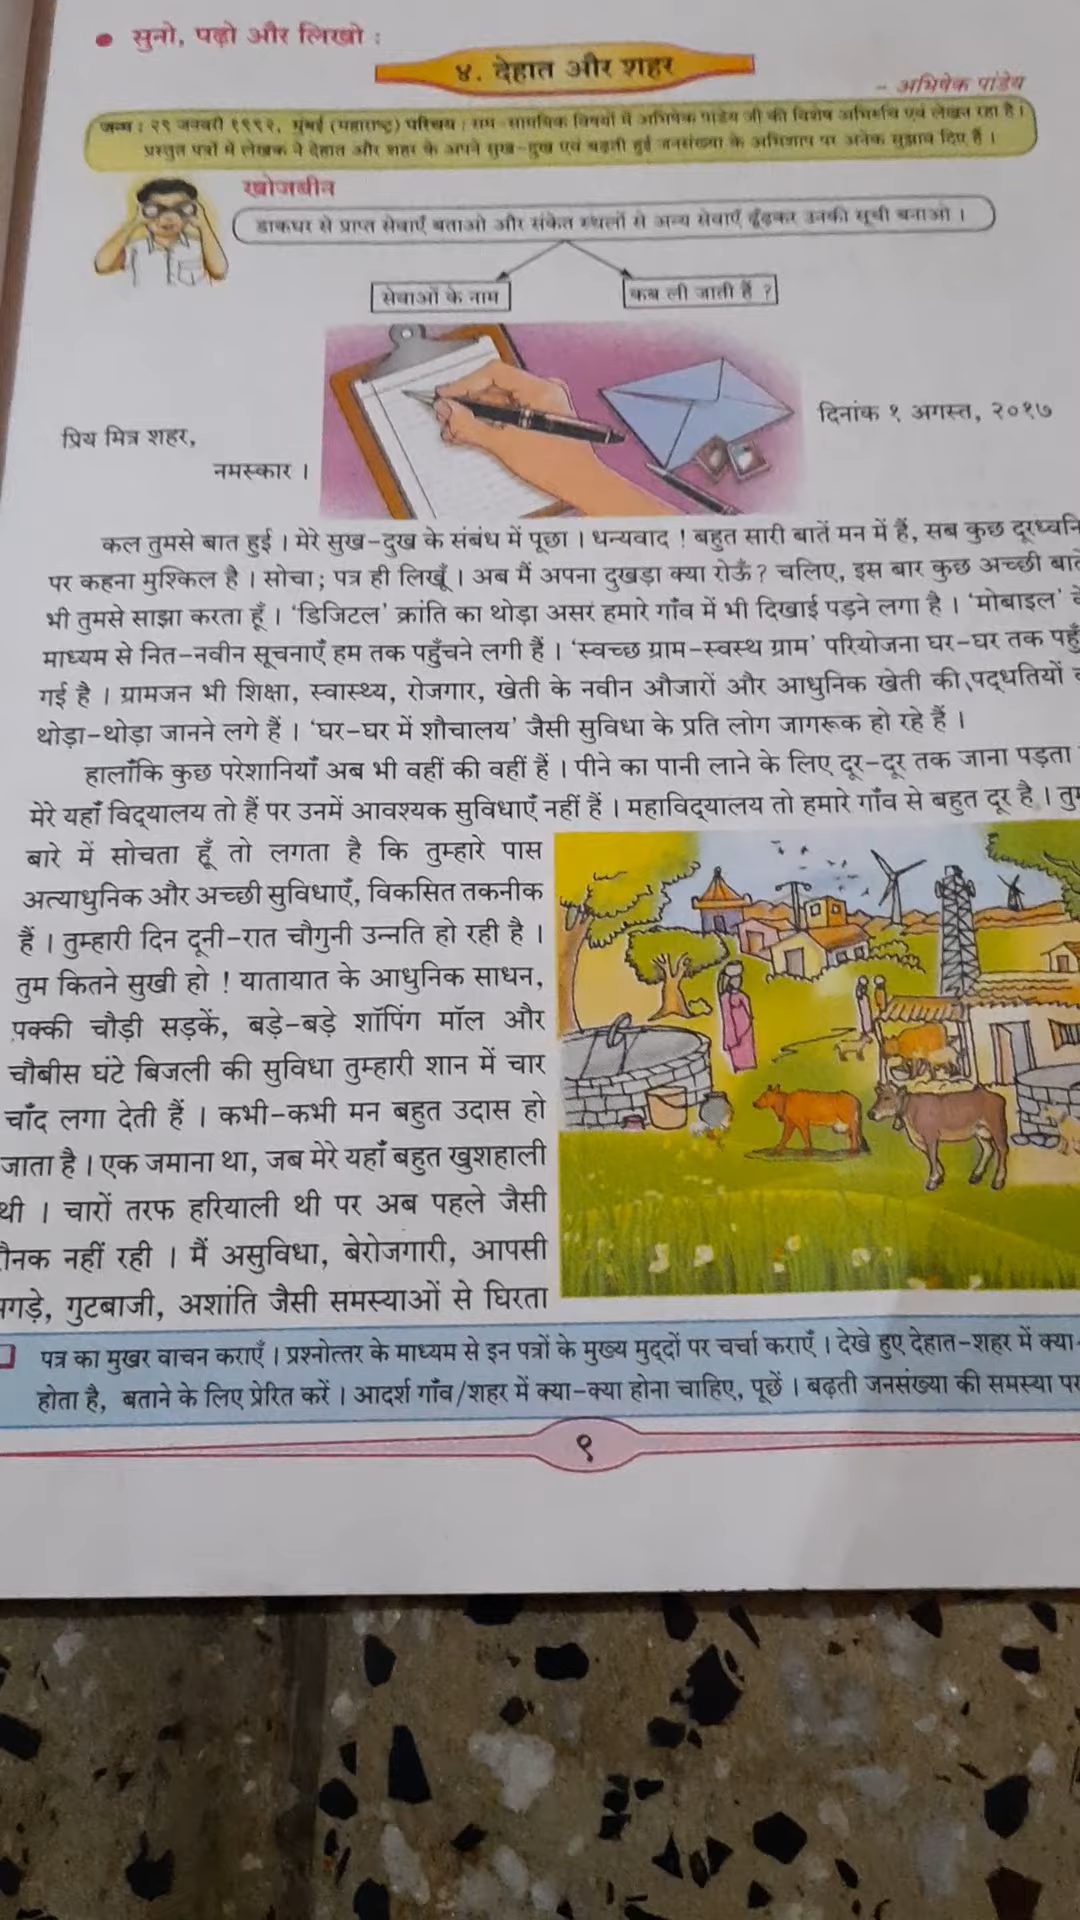 ● सुनो, पढ़ो और लिखो :
४. देहात और शहर
- अभिषेक पांडेय
जन्म : २९ जनवरी १९९२, मुंबई (महाराष्ट्र) परिचय : सम-सामयिक विषयों में अभिषेक पांडेय जी की विशेष अभिरुचि एवं लेखन रहा है ।
प्रस्तुत पत्रों में लेखक ने देहात और शहर के अपने सुख-दुख एवं बढ़ती हुई जनसंख्या के अभिशाप पर अनेक सुझाव दिए हैं ।
खोजबीन
डाकघर से प्राप्त सेवाएँ बताओ और संकेत स्थलों से अन्य सेवाएँ ढूँढ़कर उनकी सूची बनाओ ।
सेवाओं के नाम
कब ली जाती हैं ?
दिनांक १ अगस्त, २०१७
प्रिय मित्र शहर,
नमस्कार ।
कल तुमसे बात हुई । मेरे सुख-दुख के संबंध में पूछा । धन्यवाद ! बहुत सारी बातें मन में हैं, सब कुछ दूरध्वनि
पर कहना मुश्किल है । सोचा; पत्र ही लिखूँ । अब मैं अपना दुखड़ा क्या रोऊँ? चलिए, इस बार कुछ अच्छी
भी तुमसे साझा करता हूँ । ‘डिजिटल’ क्रांति का थोड़ा असर हमारे गाँव में भी दिखाई पड़ने लगा है । ‘मोबाइल’
माध्यम से नित-नवीन सूचनाएँ हम तक पहुँचने लगी हैं । ‘स्वच्छ ग्राम-स्वस्थ ग्राम’ परियोजना घर-घर तक
गई है । ग्रामजन भी शिक्षा, स्वास्थ्य, रोजगार, खेती के नवीन औजारों और आधुनिक खेती की पद्धतियों
थोड़ा-थोड़ा जानने लगे हैं । ‘घर-घर में शौचालय’ जैसी सुविधा के प्रति लोग जागरूक हो रहे हैं ।
हालाँकि कुछ परेशानियाँ अब भी वहीं की वहीं हैं । पीने का पानी लाने के लिए दूर-दूर तक जाना पड़ता
मेरे यहाँ विद्यालय तो हैं पर उनमें आवश्यक सुविधाएँ नहीं हैं । महाविद्यालय तो हमारे गाँव से बहुत दूर है ।
बारे में सोचता हूँ तो लगता है कि तुम्हारे पास
अत्याधुनिक और अच्छी सुविधाएँ, विकसित तकनीक
हैं । तुम्हारी दिन दूनी-रात चौगुनी उन्नति हो रही है ।
तुम कितने सुखी हो ! यातायात के आधुनिक साधन,
पक्की चौड़ी सड़कें, बड़े-बड़े शॉपिंग मॉल और
चौबीस घंटे बिजली की सुविधा तुम्हारी शान में चार
चाँद लगा देती हैं । कभी-कभी मन बहुत उदास हो
जाता है । एक जमाना था, जब मेरे यहाँ बहुत खुशहाली
थी । चारों तरफ हरियाली थी पर अब पहले जैसी
नहीं रही । मैं असुविधा, बेरोजगारी, आपसी
गुटबाजी, अशांति जैसी समस्याओं से घिरता
पत्र का मुखर वाचन कराएँ । प्रश्नोत्तर के माध्यम से इन पत्रों के मुख्य मुद्दों पर चर्चा कराएँ । देखे हुए देहात-शहर में क्या-
होता है, बताने के लिए प्रेरित करें । आदर्श गाँव/शहर में क्या-क्या होना चाहिए, पूछें । बढ़ती जनसंख्या की समस्या पर
९